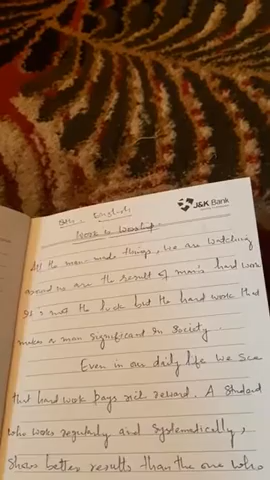 J&K Bank
Sub:- English
Work is Worship.
All the man-made things, we are watching
around us are the result of man's hard work
It is not the luck but the hard work that
makes a man significant in society.
Even in our daily life we see
that hard work pays rich reward. A student
who works regularly and systematically,
shows better results than the one who